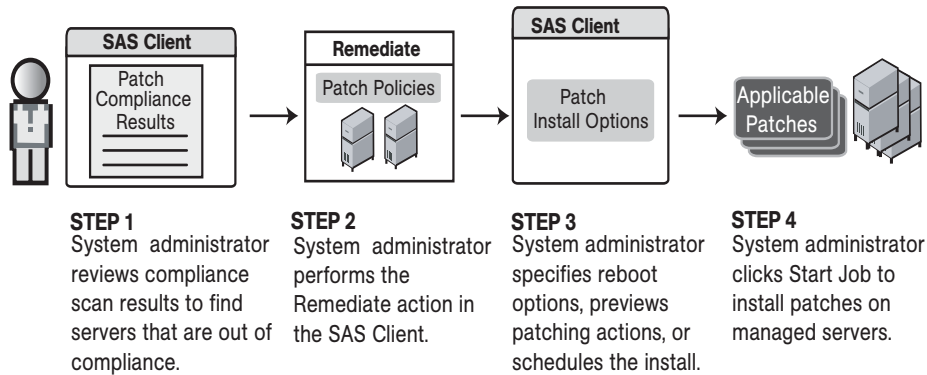 SAS Client
Patch
Compliance
Results
Remediate
Patch Policies
SAS Client
Patch
Install Options
Applicable
Patches
STEP 1
System administrator
reviews compliance
scan results to find
servers that are out of
compliance.
STEP 2
System administrator
performs the
Remediate action in
the SAS Client.
STEP 3
System administrator
specifies reboot
options, previews
patching actions, or
schedules the install.
STEP 4
System administrator
clicks Start Job to
install patches on
managed servers.